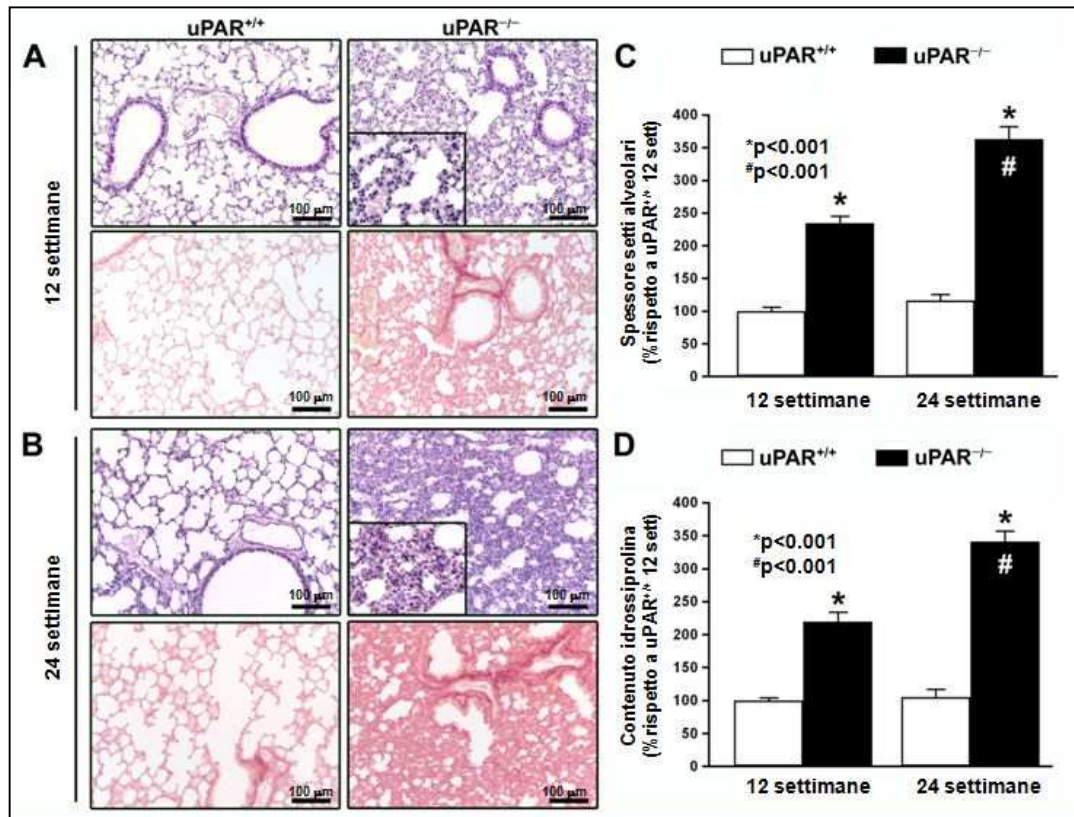 uPAR+/+ uPAR−/−
A
12 settimane
100 µm
100 µm
100 µm
100 µm
B
24 settimane
100 µm
100 µm
100 µm
100 µm
C
uPAR+/+ uPAR−/−
Spessore setti alveolari
(% rispetto a uPAR+/+ 12 sett)
400
350
300
250
200
150
100
50
0
*p<0.001
#p<0.001
*
*
#
12 settimane 24 settimane
D
uPAR+/+ uPAR−/−
Contenuto idrossiprolina
(% rispetto a uPAR+/+ 12 sett)
400
350
300
250
200
150
100
50
0
*p<0.001
#p<0.001
*
*
#
12 settimane 24 settimane